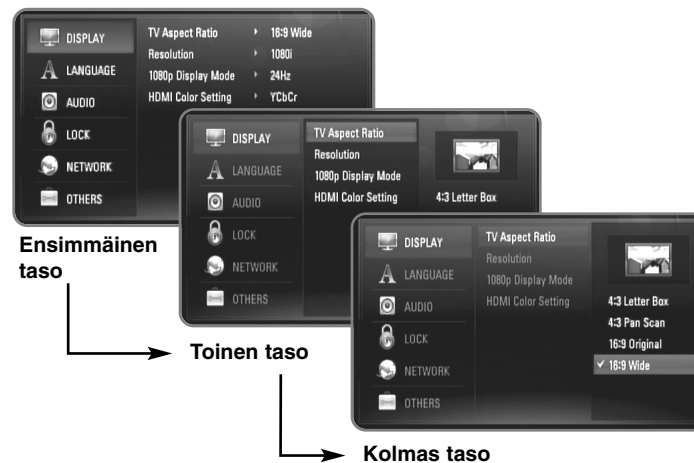 DISPLAY
LANGUAGE
AUDIO
LOCK
NETWORK
OTHERS
TV Aspect Ratio 16:9 Wide
Resolution 1080i
1080p Display Mode 24Hz
HDMI Color Setting YCbCr
Ensimmäinen
taso
DISPLAY
LANGUAGE
AUDIO
LOCK
NETWORK
OTHERS
TV Aspect Ratio
Resolution
1080p Display Mode
HDMI Color Setting
4:3 Letter Box
Toinen taso
DISPLAY
LANGUAGE
AUDIO
LOCK
NETWORK
OTHERS
TV Aspect Ratio
Resolution
1080p Display Mode
HDMI Color Setting
4:3 Letter Box
4:3 Pan Scan
16:9 Original
✓ 16:9 Wide
Kolmas taso